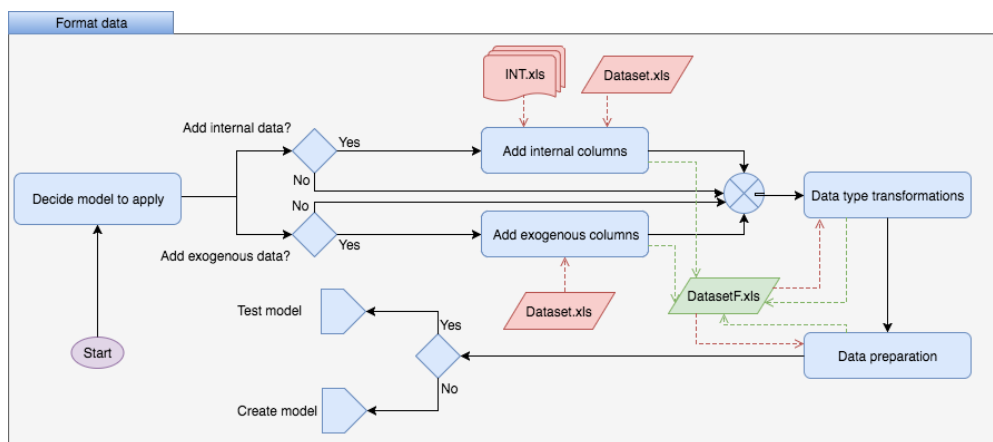 Format data
INT.xls
Dataset.xls
Add internal data?
Yes
Add internal columns
No
Decide model to apply
Data type transformations
No
Yes
Add exogenous columns
Add exogenous data?
DatasetF.xls
Dataset.xls
Test model
Yes
Start
Data preparation
No
Create model